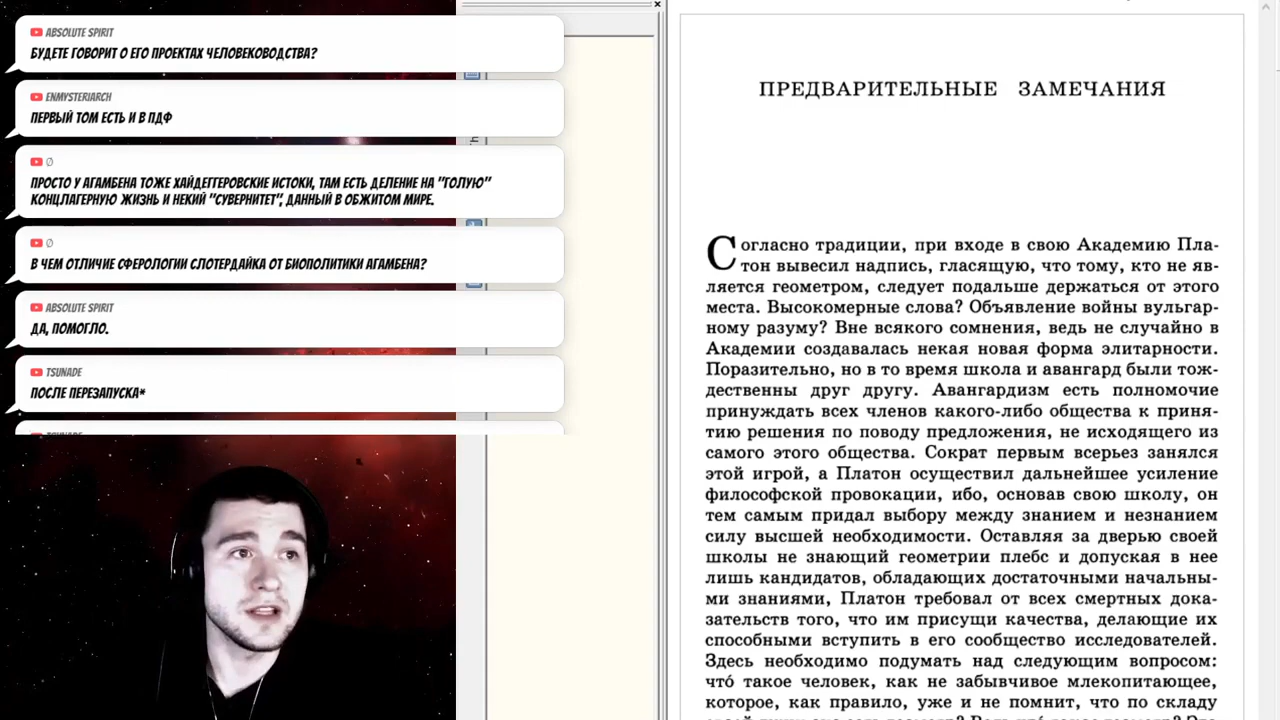 ABSOLUTE SPIRIT
БУДЕТЕ ГОВОРИТ О ЕГО ПРОЕКТАХ ЧЕЛОВЕКОВОДСТВА?
ENMYSTERIARCH
ПЕРВЫЙ ТОМ ЕСТЬ И В ПДФ
Ø
ПРОСТО У АГАМБЕНА ТОЖЕ ХАЙДЕГГЕРОВСКИЕ ИСТОКИ, ТАМ ЕСТЬ ДЕЛЕНИЕ НА "ГОЛУЮ"
КОНЦЛАГЕРНУЮ ЖИЗНЬ И НЕКИЙ "СУВЕРНИТЕТ", ДАННЫЙ В ОБЖИТОМ МИРЕ.
Ø
В ЧЕМ ОТЛИЧИЕ СФЕРОЛОГИИ СЛОТЕРДАЙКА ОТ БИОПОЛИТИКИ АГАМБЕНА?
ABSOLUTE SPIRIT
ДА, ПОМОГЛО.
TSUNADE
ПОСЛЕ ПЕРЕЗАПУСКА*
ПРЕДВАРИТЕЛЬНЫЕ ЗАМЕЧАНИЯ
Согласно традиции, при входе в свою Академию Пла-
тон вывесил надпись, гласящую, что тому, кто не яв-
ляется геометром, следует подальше держаться от этого
места. Высокомерные слова? Объявление войны вульгар-
ному разуму? Вне всякого сомнения, ведь не случайно в
Академии создавалась некая новая форма элитарности.
Поразительно, но в то время школа и авангард были тож-
дественны друг другу. Авангардизм есть полномочие
принуждать всех членов какого-либо общества к приня-
тию решения по поводу предложения, не исходящего из
самого этого общества. Сократ первым всерьез занялся
этой игрой, а Платон осуществил дальнейшее усиление
философской провокации, ибо, основав свою школу, он
тем самым придал выбору между знанием и незнанием
силу высшей необходимости. Оставляя за дверью своей
школы не знающий геометрии плебс и допуская в нее
лишь кандидатов, обладающих достаточными начальны-
ми знаниями, Платон требовал от всех смертных дока-
зательств того, что им присущи качества, делающие их
способными вступить в его сообщество исследователей.
Здесь необходимо подумать над следующим вопросом:
что́ такое человек, как не забывчивое млекопитающее,
которое, как правило, уже и не помнит, что по складу